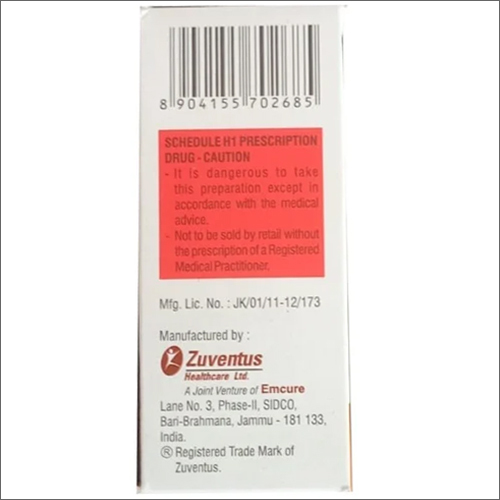 8 904155 702685
SCHEDULE H1 PRESCRIPTION
DRUG - CAUTION
- It is dangerous to take
this preparation except in
accordance with the medical
advice.
- Not to be sold by retail without
the prescription of a Registered
Medical Practitioner.
Mfg. Lic. No. : JK/01/11-12/173
Manufactured by :
Zuventus
Healthcare Ltd.
A Joint Venture of Emcure
Lane No. 3, Phase-II, SIDCO,
Bari-Brahmana, Jammu - 181 133,
India.
® Registered Trade Mark of
Zuventus.